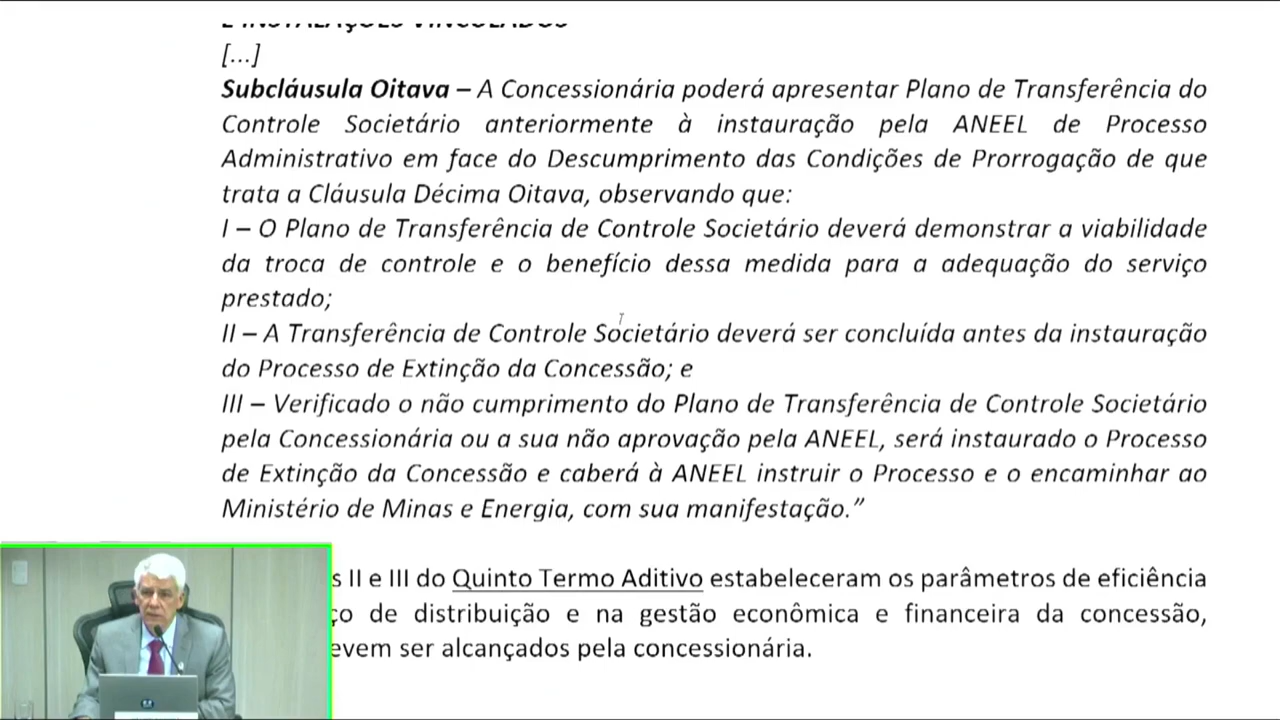 E INSTALAÇÕES VINCULADOS
[...]
Subcláusula Oitava – A Concessionária poderá apresentar Plano de Transferência do
Controle Societário anteriormente à instauração pela ANEEL de Processo
Administrativo em face do Descumprimento das Condições de Prorrogação de que
trata a Cláusula Décima Oitava, observando que:
I – O Plano de Transferência de Controle Societário deverá demonstrar a viabilidade
da troca de controle e o benefício dessa medida para a adequação do serviço
prestado;
II – A Transferência de Controle Societário deverá ser concluída antes da instauração
do Processo de Extinção da Concessão; e
III – Verificado o não cumprimento do Plano de Transferência de Controle Societário
pela Concessionária ou a sua não aprovação pela ANEEL, será instaurado o Processo
de Extinção da Concessão e caberá à ANEEL instruir o Processo e o encaminhar ao
Ministério de Minas e Energia, com sua manifestação.”
s II e III do Quinto Termo Aditivo estabeleceram os parâmetros de eficiência
ço de distribuição e na gestão econômica e financeira da concessão,
evem ser alcançados pela concessionária.